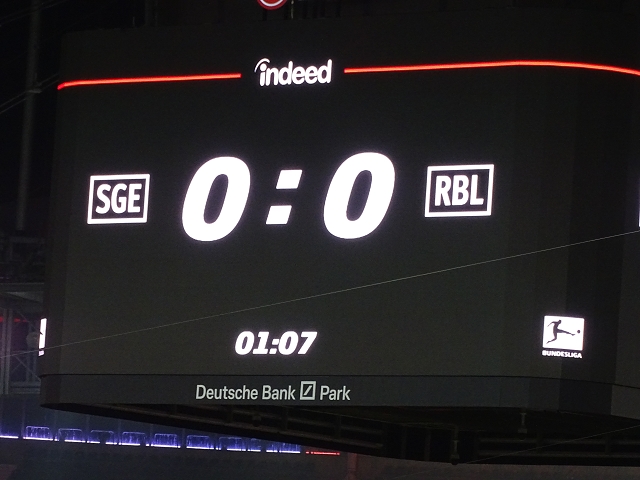 indeed
SGE 0:0 RBL
01:07
BUNDESLIGA
Deutsche Bank Park